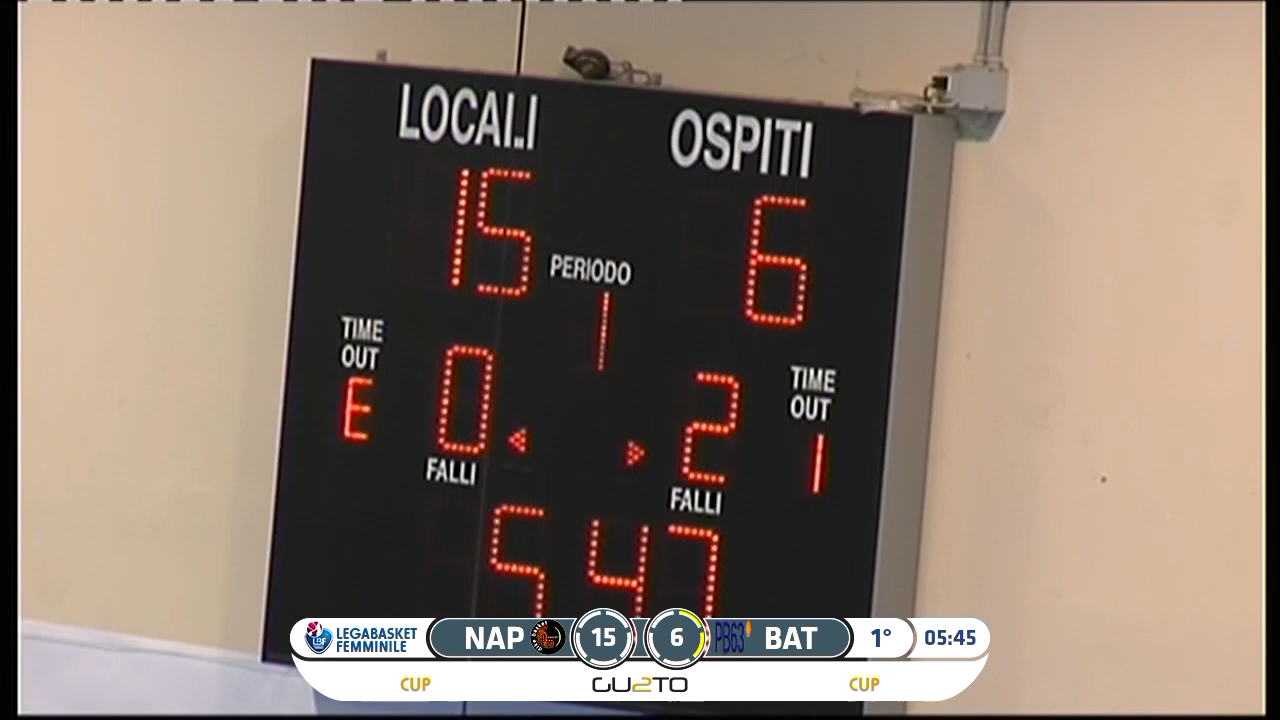 LOCALI OSPITI
15 6
PERIODO
1
TIME
OUT
E
0
FALLI
2
FALLI
TIME
OUT
1
5 47
LEGABASKET
FEMMINILE
NAP 15 6 PB63 BAT 1° 05:45
CUP GU2TO CUP